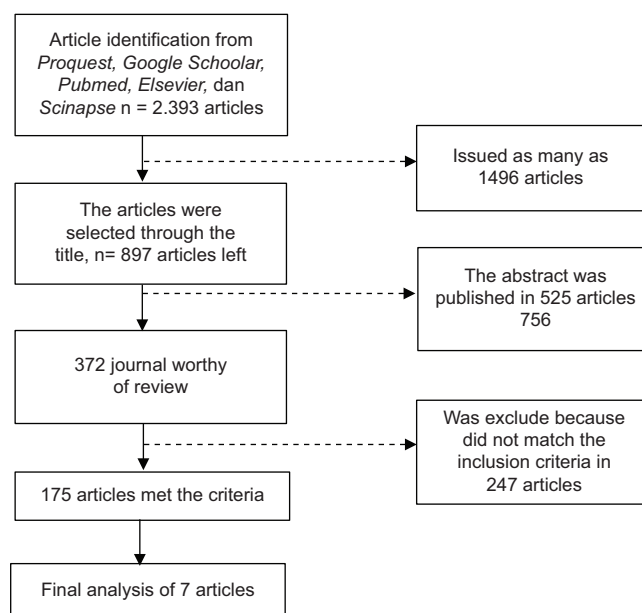 Article identification from
Proquest, Google Schoolar,
Pubmed, Elsevier, dan
Scinapse n = 2.393 articles
Issued as many as
1496 articles
The articles were
selected through the
title, n= 897 articles left
The abstract was
published in 525 articles
756
372 journal worthy
of review
Was exclude because
did not match the
inclusion criteria in
247 articles
175 articles met the criteria
Final analysis of 7 articles